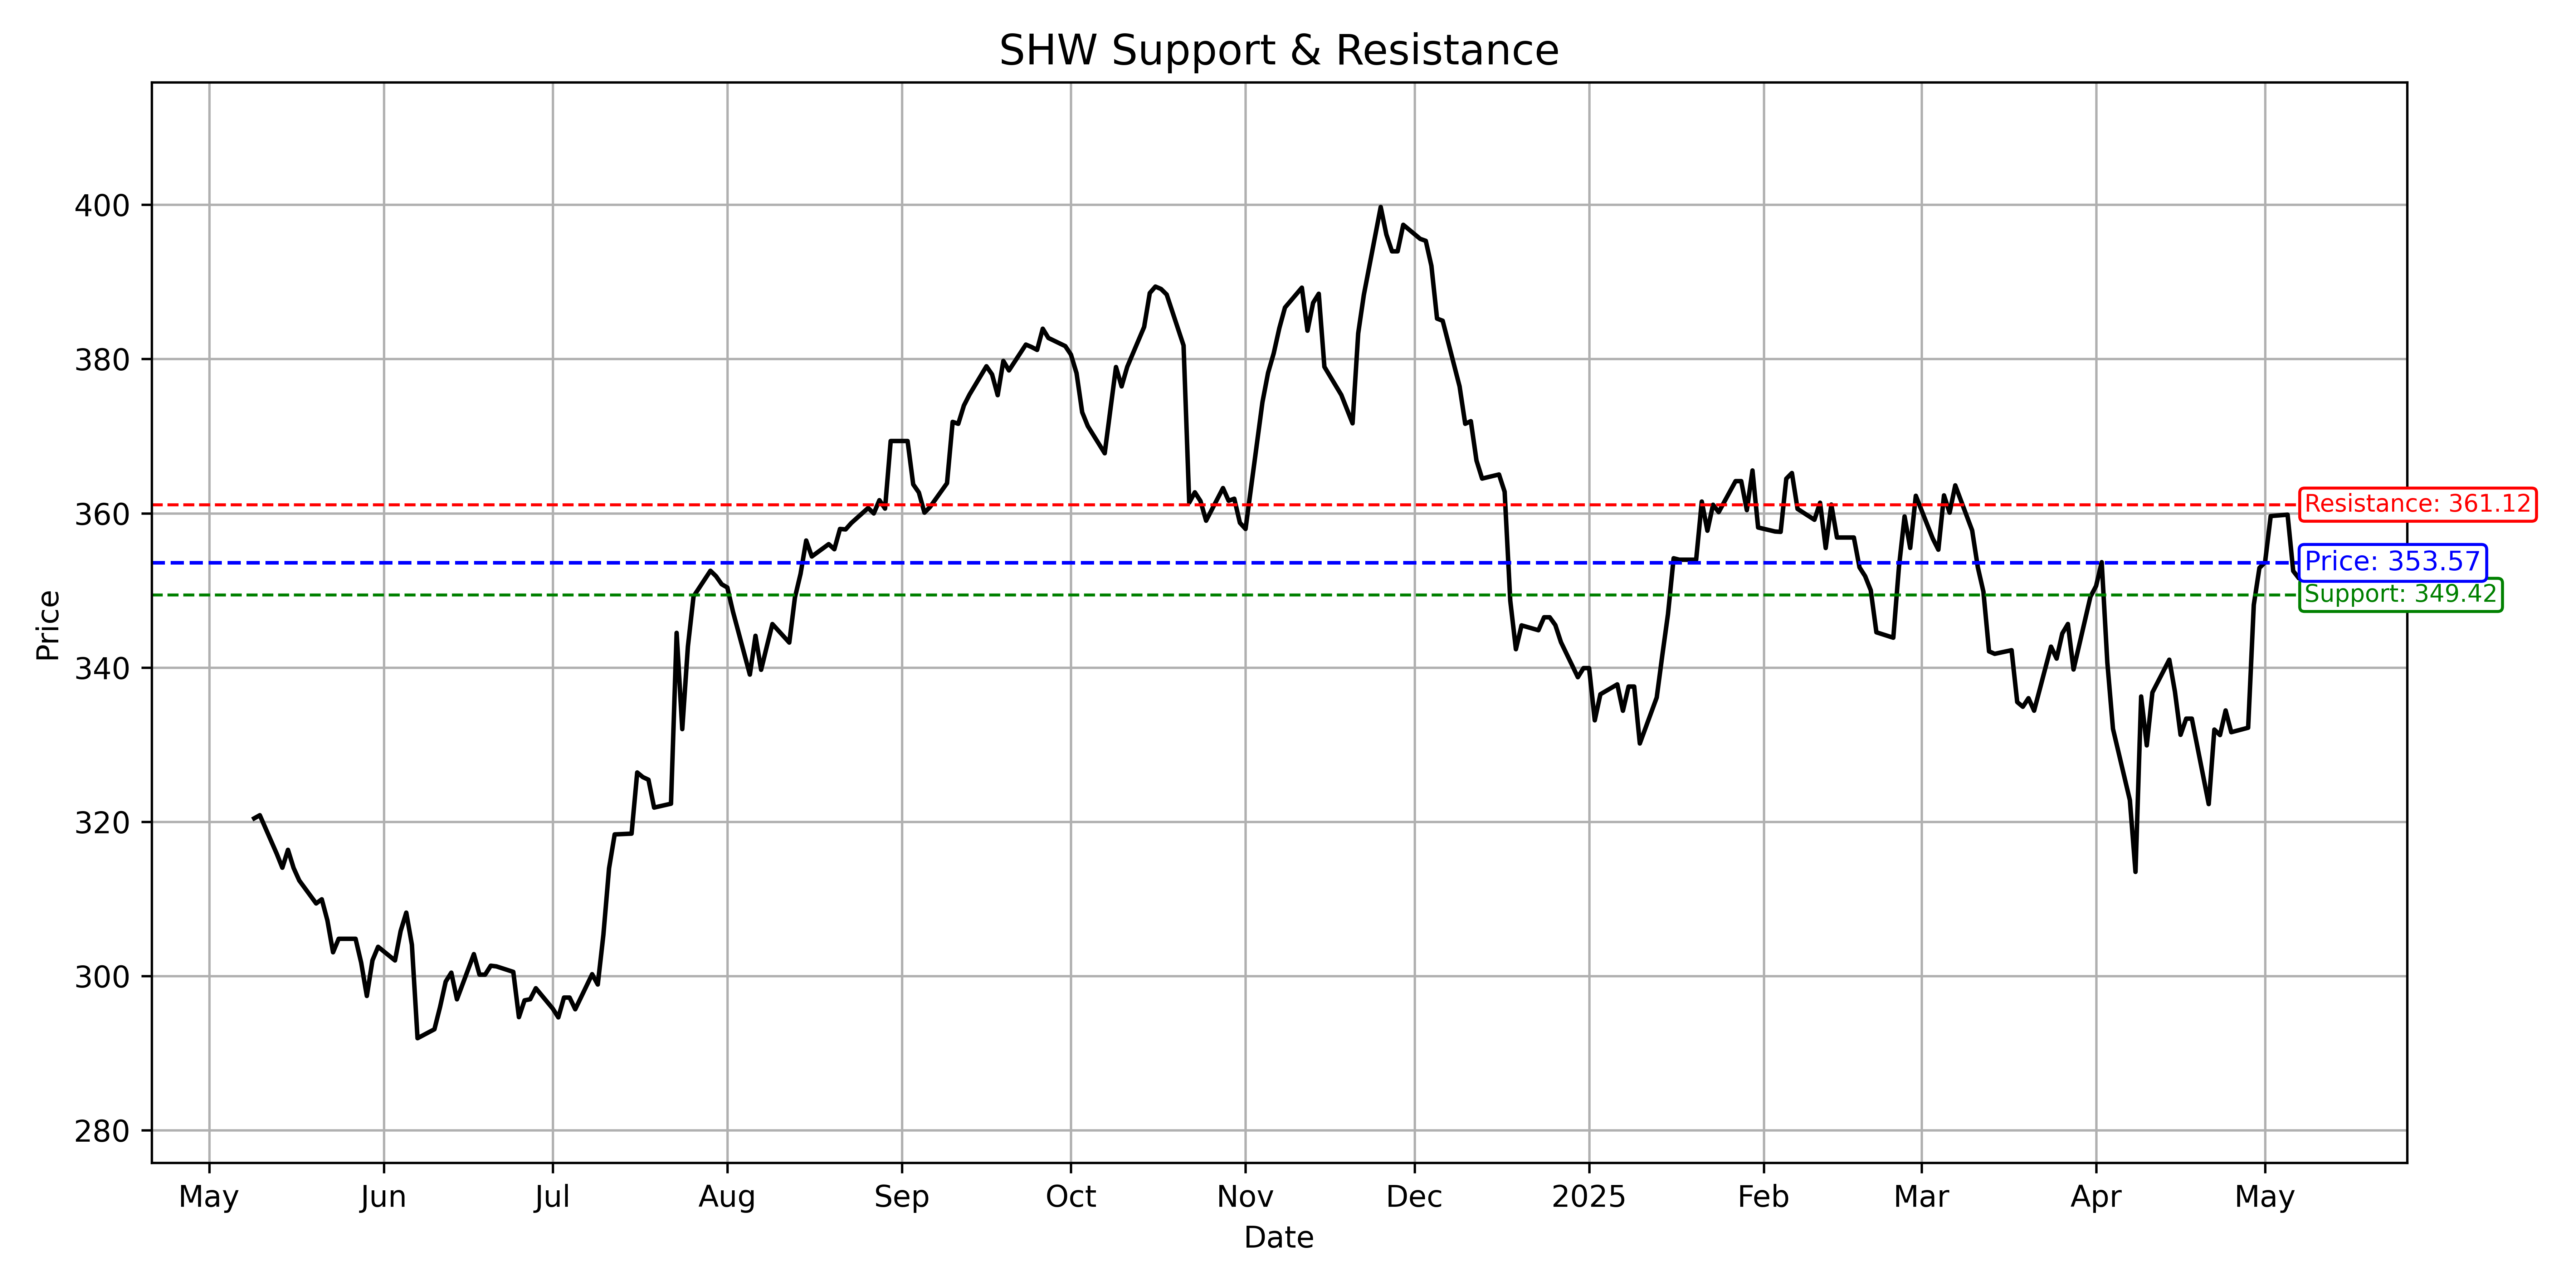 SHW Support & Resistance
Price
400
380
360
340
320
300
280
Resistance: 361.12
Price: 353.57
Support: 349.42
May
Jun
Jul
Aug
Sep
Oct
Nov
Dec
2025
Feb
Mar
Apr
May
Date